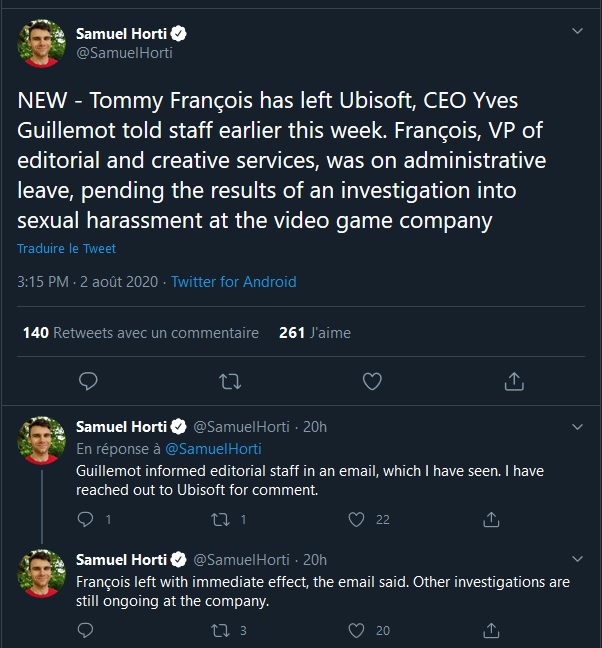 Samuel Horti
@SamuelHorti
NEW - Tommy François has left Ubisoft, CEO Yves
Guillemot told staff earlier this week. François, VP of
editorial and creative services, was on administrative
leave, pending the results of an investigation into
sexual harassment at the video game company
Traduire le Tweet
3:15 PM · 2 août 2020 · Twitter for Android
140 Retweets avec un commentaire 261 J'aime
Samuel Horti @SamuelHorti · 20h
En réponse à @SamuelHorti
Guillemot informed editorial staff in an email, which I have seen. I have
reached out to Ubisoft for comment.
1 1 22
Samuel Horti @SamuelHorti · 20h
François left with immediate effect, the email said. Other investigations are
still ongoing at the company.
3 20